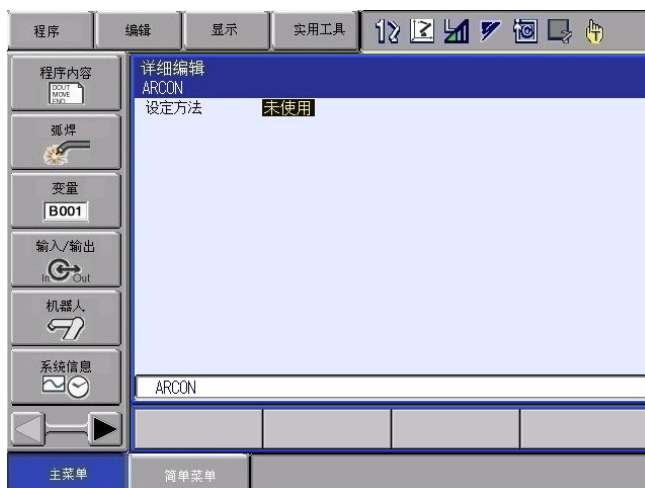 程序 编辑 显示 实用工具
程序内容
DOUT
MOVE
END
弧焊
变量
B001
输入/输出
In Out
机器人
系统信息
详细编辑
ARCON
设定方法 未使用
ARCON
主菜单 简单菜单